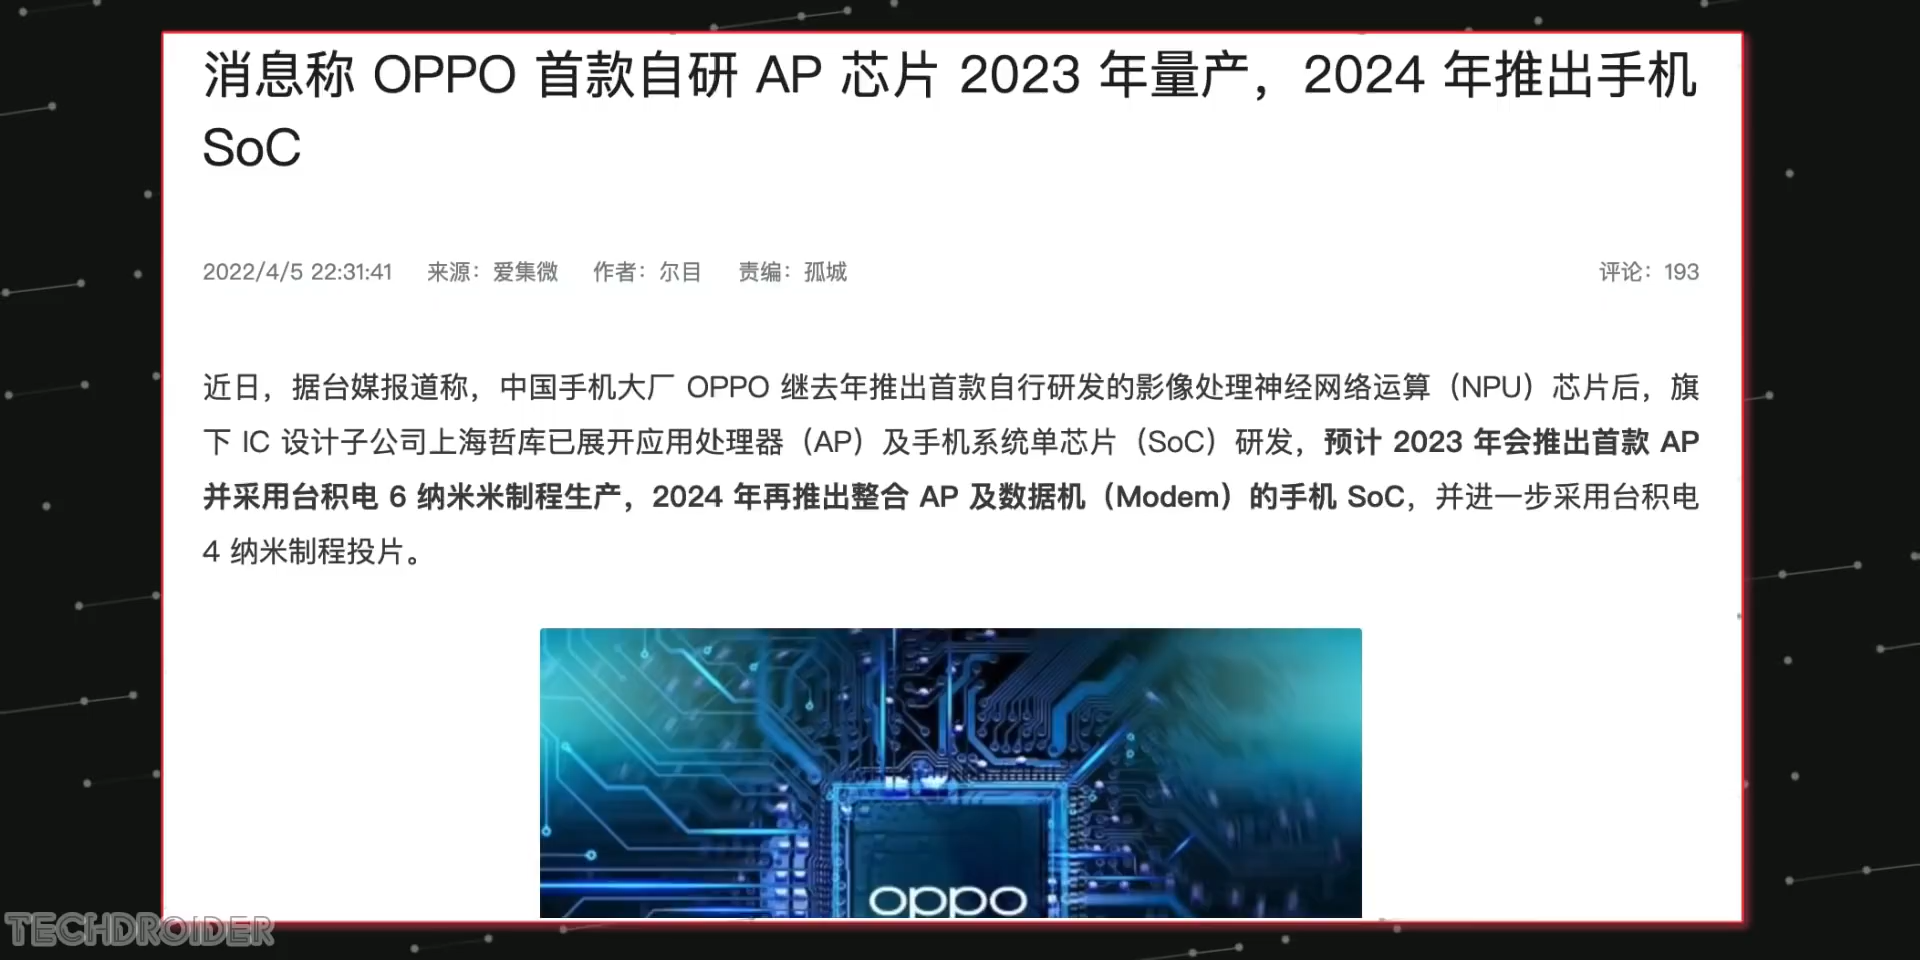 消息称 OPPO 首款自研 AP 芯片 2023 年量产，2024 年推出手机
SoC
2022/4/5 22:31:41 来源：爱集微 作者：尔目 责编：孤城 评论：193
近日，据台媒报道称，中国手机大厂 OPPO 继去年推出首款自行研发的影像处理神经网络运算（NPU）芯片后，旗
下 IC 设计子公司上海哲库已展开应用处理器（AP）及手机系统单芯片（SoC）研发，预计 2023 年会推出首款 AP
并采用台积电 6 纳米米制程生产，2024 年再推出整合 AP 及数据机（Modem）的手机 SoC，并进一步采用台积电
4 纳米制程投片。
oppo
TECHDROIDER